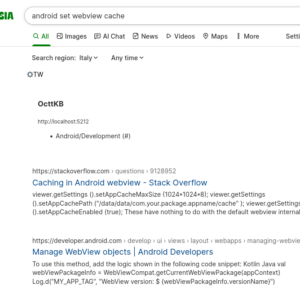 SIA
android set webview cache
All Images AI Chat News Videos Maps More Settin
Search region: Italy Any time
TW
OcttKB
http://localhost:5212
• Android/Development (#)
https://stackoverflow.com › questions › 9128952
Caching in Android webview - Stack Overflow
viewer.getSettings ().setAppCacheMaxSize (1024*1024*8); viewer.getSettings
().setAppCachePath ("/data/data/com.your.package.appname/cache" ); viewer.getSettings
().setAppCacheEnabled (true); These have nothing to do with the default webview internal
https://developer.android.com › develop › ui › views › layout › webapps › managing-webvie
Manage WebView objects | Android Developers
To use this method, add the logic shown in the following code snippet: Kotlin Java val
webViewPackageInfo = WebViewCompat.getCurrentWebViewPackage(appContext)
Log.d("MY_APP_TAG", "WebView version: $ {webViewPackageInfo.versionName}")